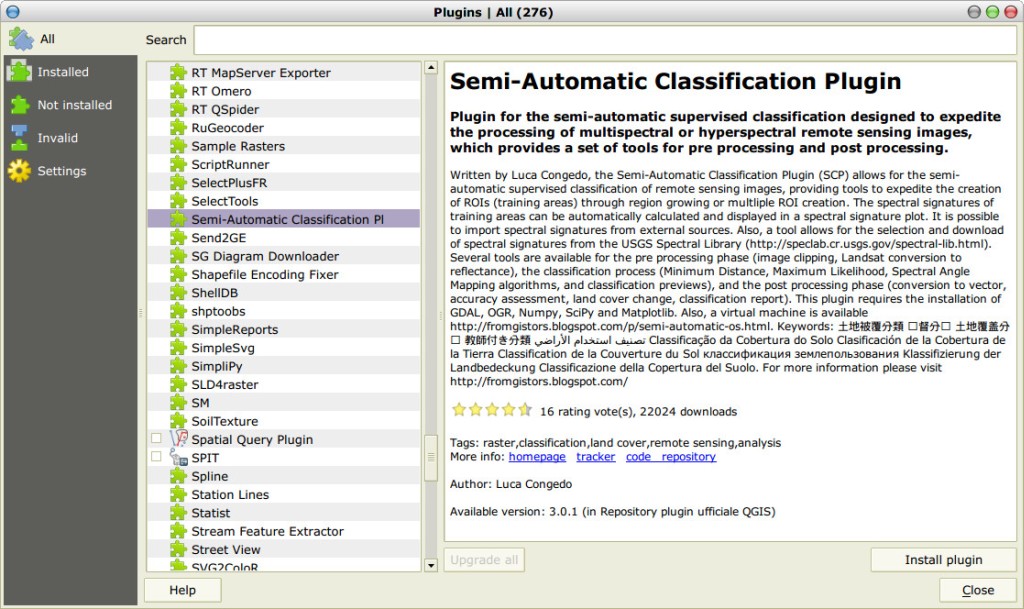 Plugins | All (276)
All
Installed
Not installed
Invalid
Settings
Search
RT MapServer Exporter
RT Omero
RT QSpider
RuGeocoder
Sample Rasters
ScriptRunner
SelectPlusFR
SelectTools
Semi-Automatic Classification Pl
Send2GE
SG Diagram Downloader
Shapefile Encoding Fixer
ShellDB
shptoobs
SimpleReports
SimpleSvg
SimpliPy
SLD4raster
SM
SoilTexture
Spatial Query Plugin
SPIT
Spline
Station Lines
Statist
Stream Feature Extractor
Street View
SVG2ColoR
Semi-Automatic Classification Plugin
Plugin for the semi-automatic supervised classification designed to expedite
the processing of multispectral or hyperspectral remote sensing images,
which provides a set of tools for pre processing and post processing.
Written by Luca Congedo, the Semi-Automatic Classification Plugin (SCP) allows for the semi-
automatic supervised classification of remote sensing images, providing tools to expedite the creation
of ROIs (training areas) through region growing or multliple ROI creation. The spectral signatures of
training areas can be automatically calculated and displayed in a spectral signature plot. It is possible
to import spectral signatures from external sources. Also, a tool allows for the selection and download
of spectral signatures from the USGS Spectral Library (http://speclab.cr.usgs.gov/spectral-lib.html).
Several tools are available for the pre processing phase (image clipping, Landsat conversion to
reflectance), the classification process (Minimum Distance, Maximum Likelihood, Spectral Angle
Mapping algorithms, and classification previews), and the post processing phase (conversion to vector,
accuracy assessment, land cover change, classification report). This plugin requires the installation of
GDAL, OGR, Numpy, SciPy and Matplotlib. Also, a virtual machine is available
http://fromgistors.blogspot.com/p/semi-automatic-os.html. Keywords: 土地被覆分類 □督分□ 土地覆盖分
□ 教師付き分類 تصنيف استخدام الأراضي Classificação da Cobertura do Solo Clasificación de la Cobertura de
la Tierra Classification de la Couverture du Sol классификация землепользования Klassifizierung der
Landbedeckung Classificazione della Copertura del Suolo. For more information please visit
http://fromgistors.blogspot.com/
16 rating vote(s), 22024 downloads
Tags: raster,classification,land cover,remote sensing,analysis
More info: homepage tracker code repository
Author: Luca Congedo
Available version: 3.0.1 (in Repository plugin ufficiale QGIS)
Upgrade all
Install plugin
Help
Close